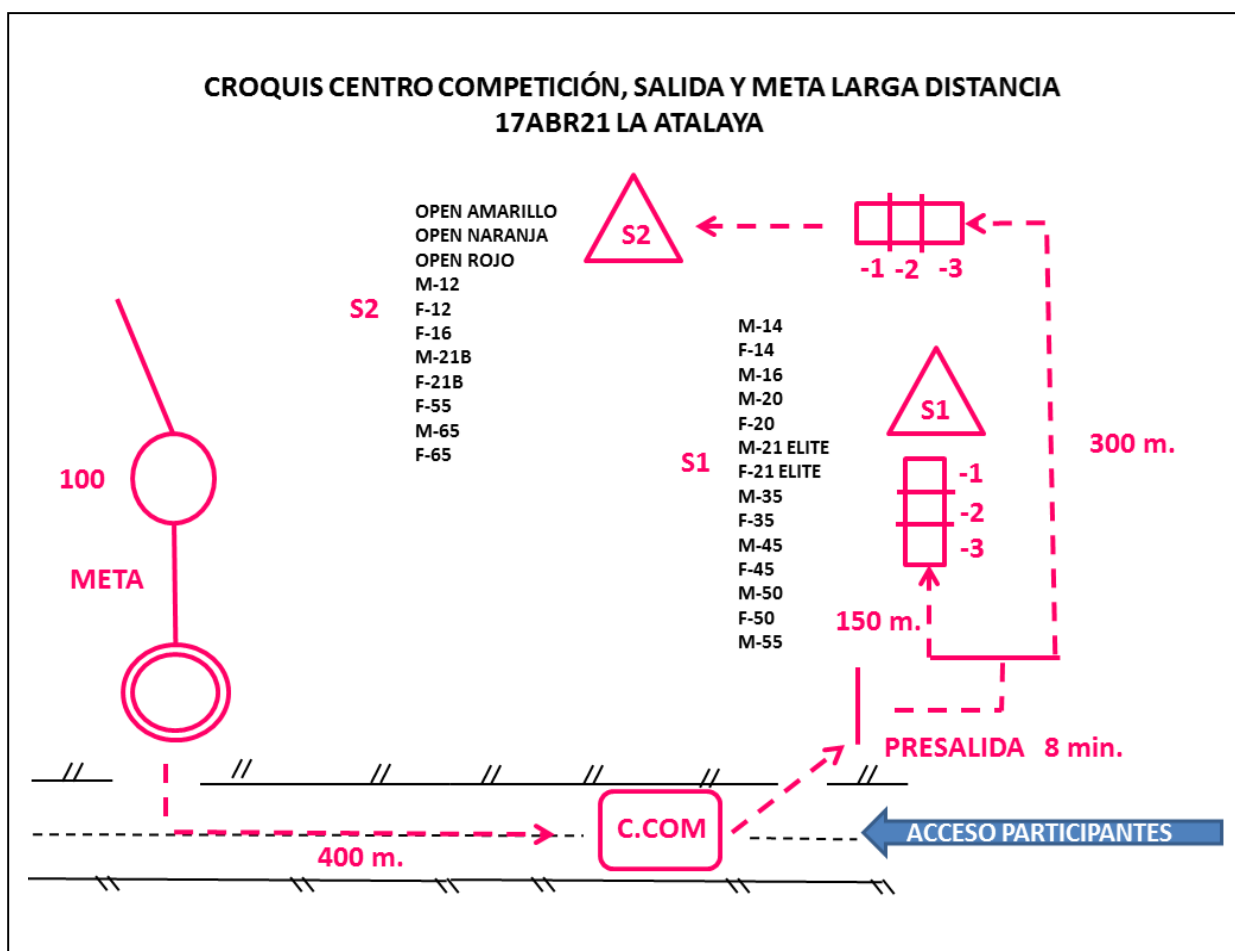 CROQUIS CENTRO COMPETICIÓN, SALIDA Y META LARGA DISTANCIA
17ABR21 LA ATALAYA
S2
OPEN AMARILLO
OPEN NARANJA
OPEN ROJO
M-12
F-12
F-16
M-21B
F-21B
F-55
M-65
F-65
S2
-1 -2 -3
S1
M-14
F-14
M-16
M-20
F-20
M-21 ELITE
F-21 ELITE
M-35
F-35
M-45
F-45
M-50
F-50
M-55
S1
-1
-2
-3
300 m.
150 m.
100
META
PRESALIDA 8 min.
C.COM
ACCESO PARTICIPANTES
400 m.